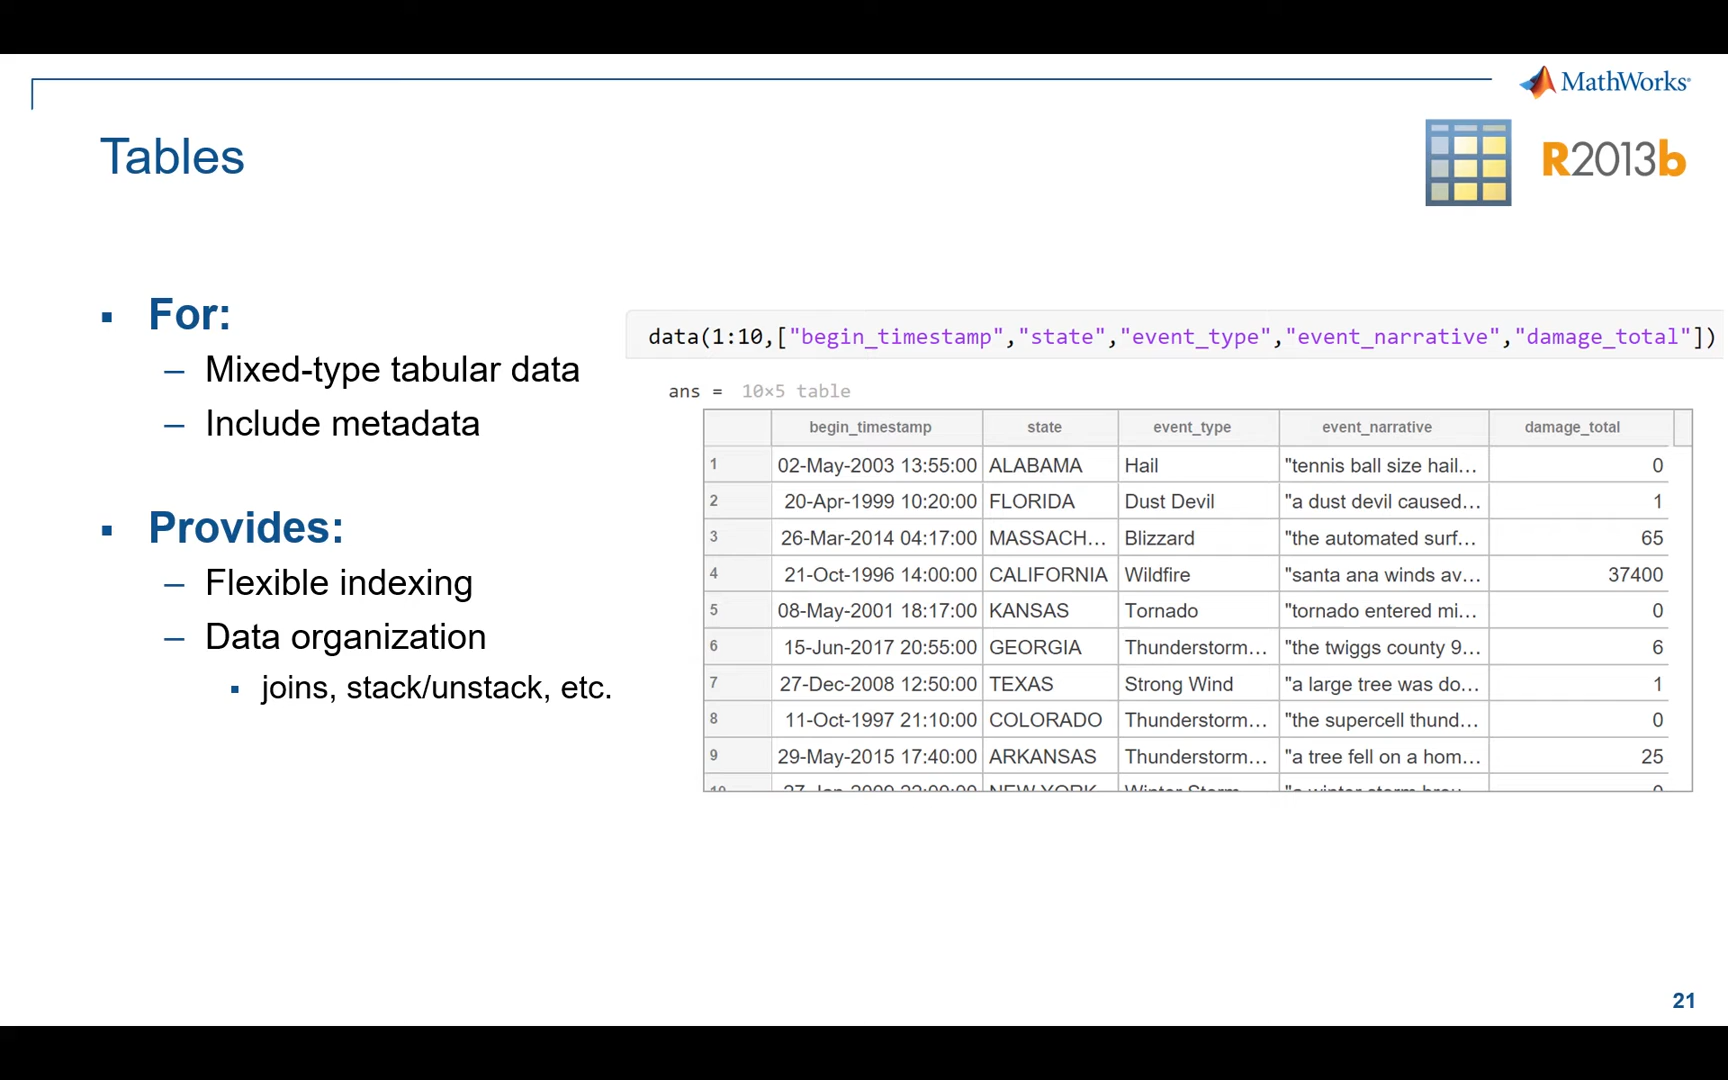 MathWorks®
Tables
R2013b
▪ For:
– Mixed-type tabular data
– Include metadata
▪ Provides:
– Flexible indexing
– Data organization
▪ joins, stack/unstack, etc.
data(1:10,["begin_timestamp","state","event_type","event_narrative","damage_total"])
ans = 10×5 table
begin_timestamp state event_type event_narrative damage_total
1 02-May-2003 13:55:00 ALABAMA Hail "tennis ball size hail... 0
2 20-Apr-1999 10:20:00 FLORIDA Dust Devil "a dust devil caused... 1
3 26-Mar-2014 04:17:00 MASSACH... Blizzard "the automated surf... 65
4 21-Oct-1996 14:00:00 CALIFORNIA Wildfire "santa ana winds av... 37400
5 08-May-2001 18:17:00 KANSAS Tornado "tornado entered mi... 0
6 15-Jun-2017 20:55:00 GEORGIA Thunderstorm... "the twiggs county 9... 6
7 27-Dec-2008 12:50:00 TEXAS Strong Wind "a large tree was do... 1
8 11-Oct-1997 21:10:00 COLORADO Thunderstorm... "the supercell thund... 0
9 29-May-2015 17:40:00 ARKANSAS Thunderstorm... "a tree fell on a hom... 25
10 NEW YORK Winter Storm "a winter storm 0
21